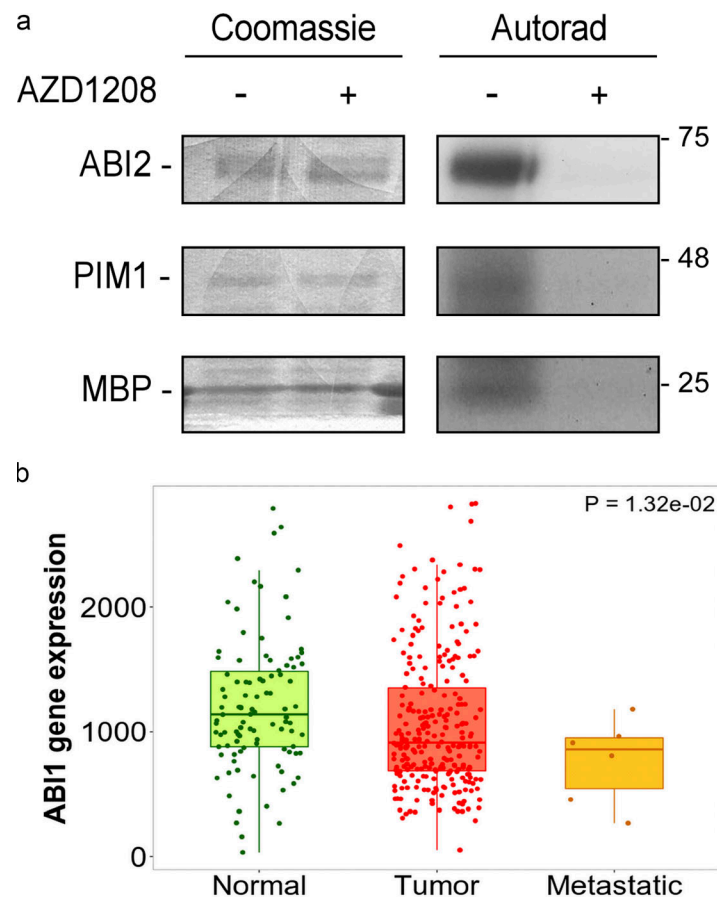 a
Coomassie Autorad
AZD1208 - + - +
ABI2 - - 75
PIM1 - - 48
MBP - - 25
b
P = 1.32e-02
ABI1 gene expression
2000
1000
0
Normal Tumor Metastatic